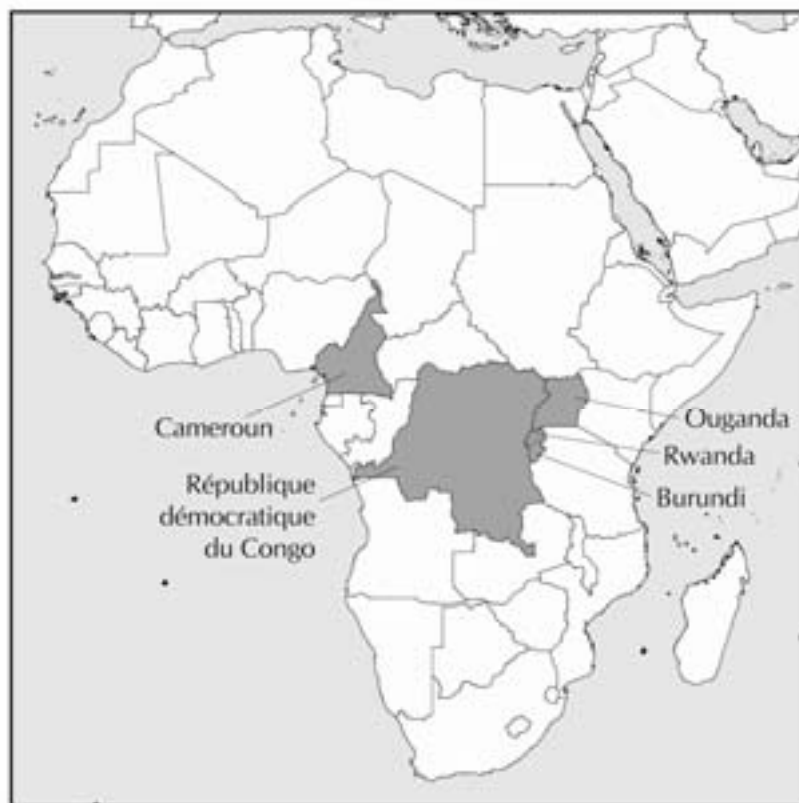 Cameroun
République
démocratique
du Congo
Ouganda
Rwanda
Burundi